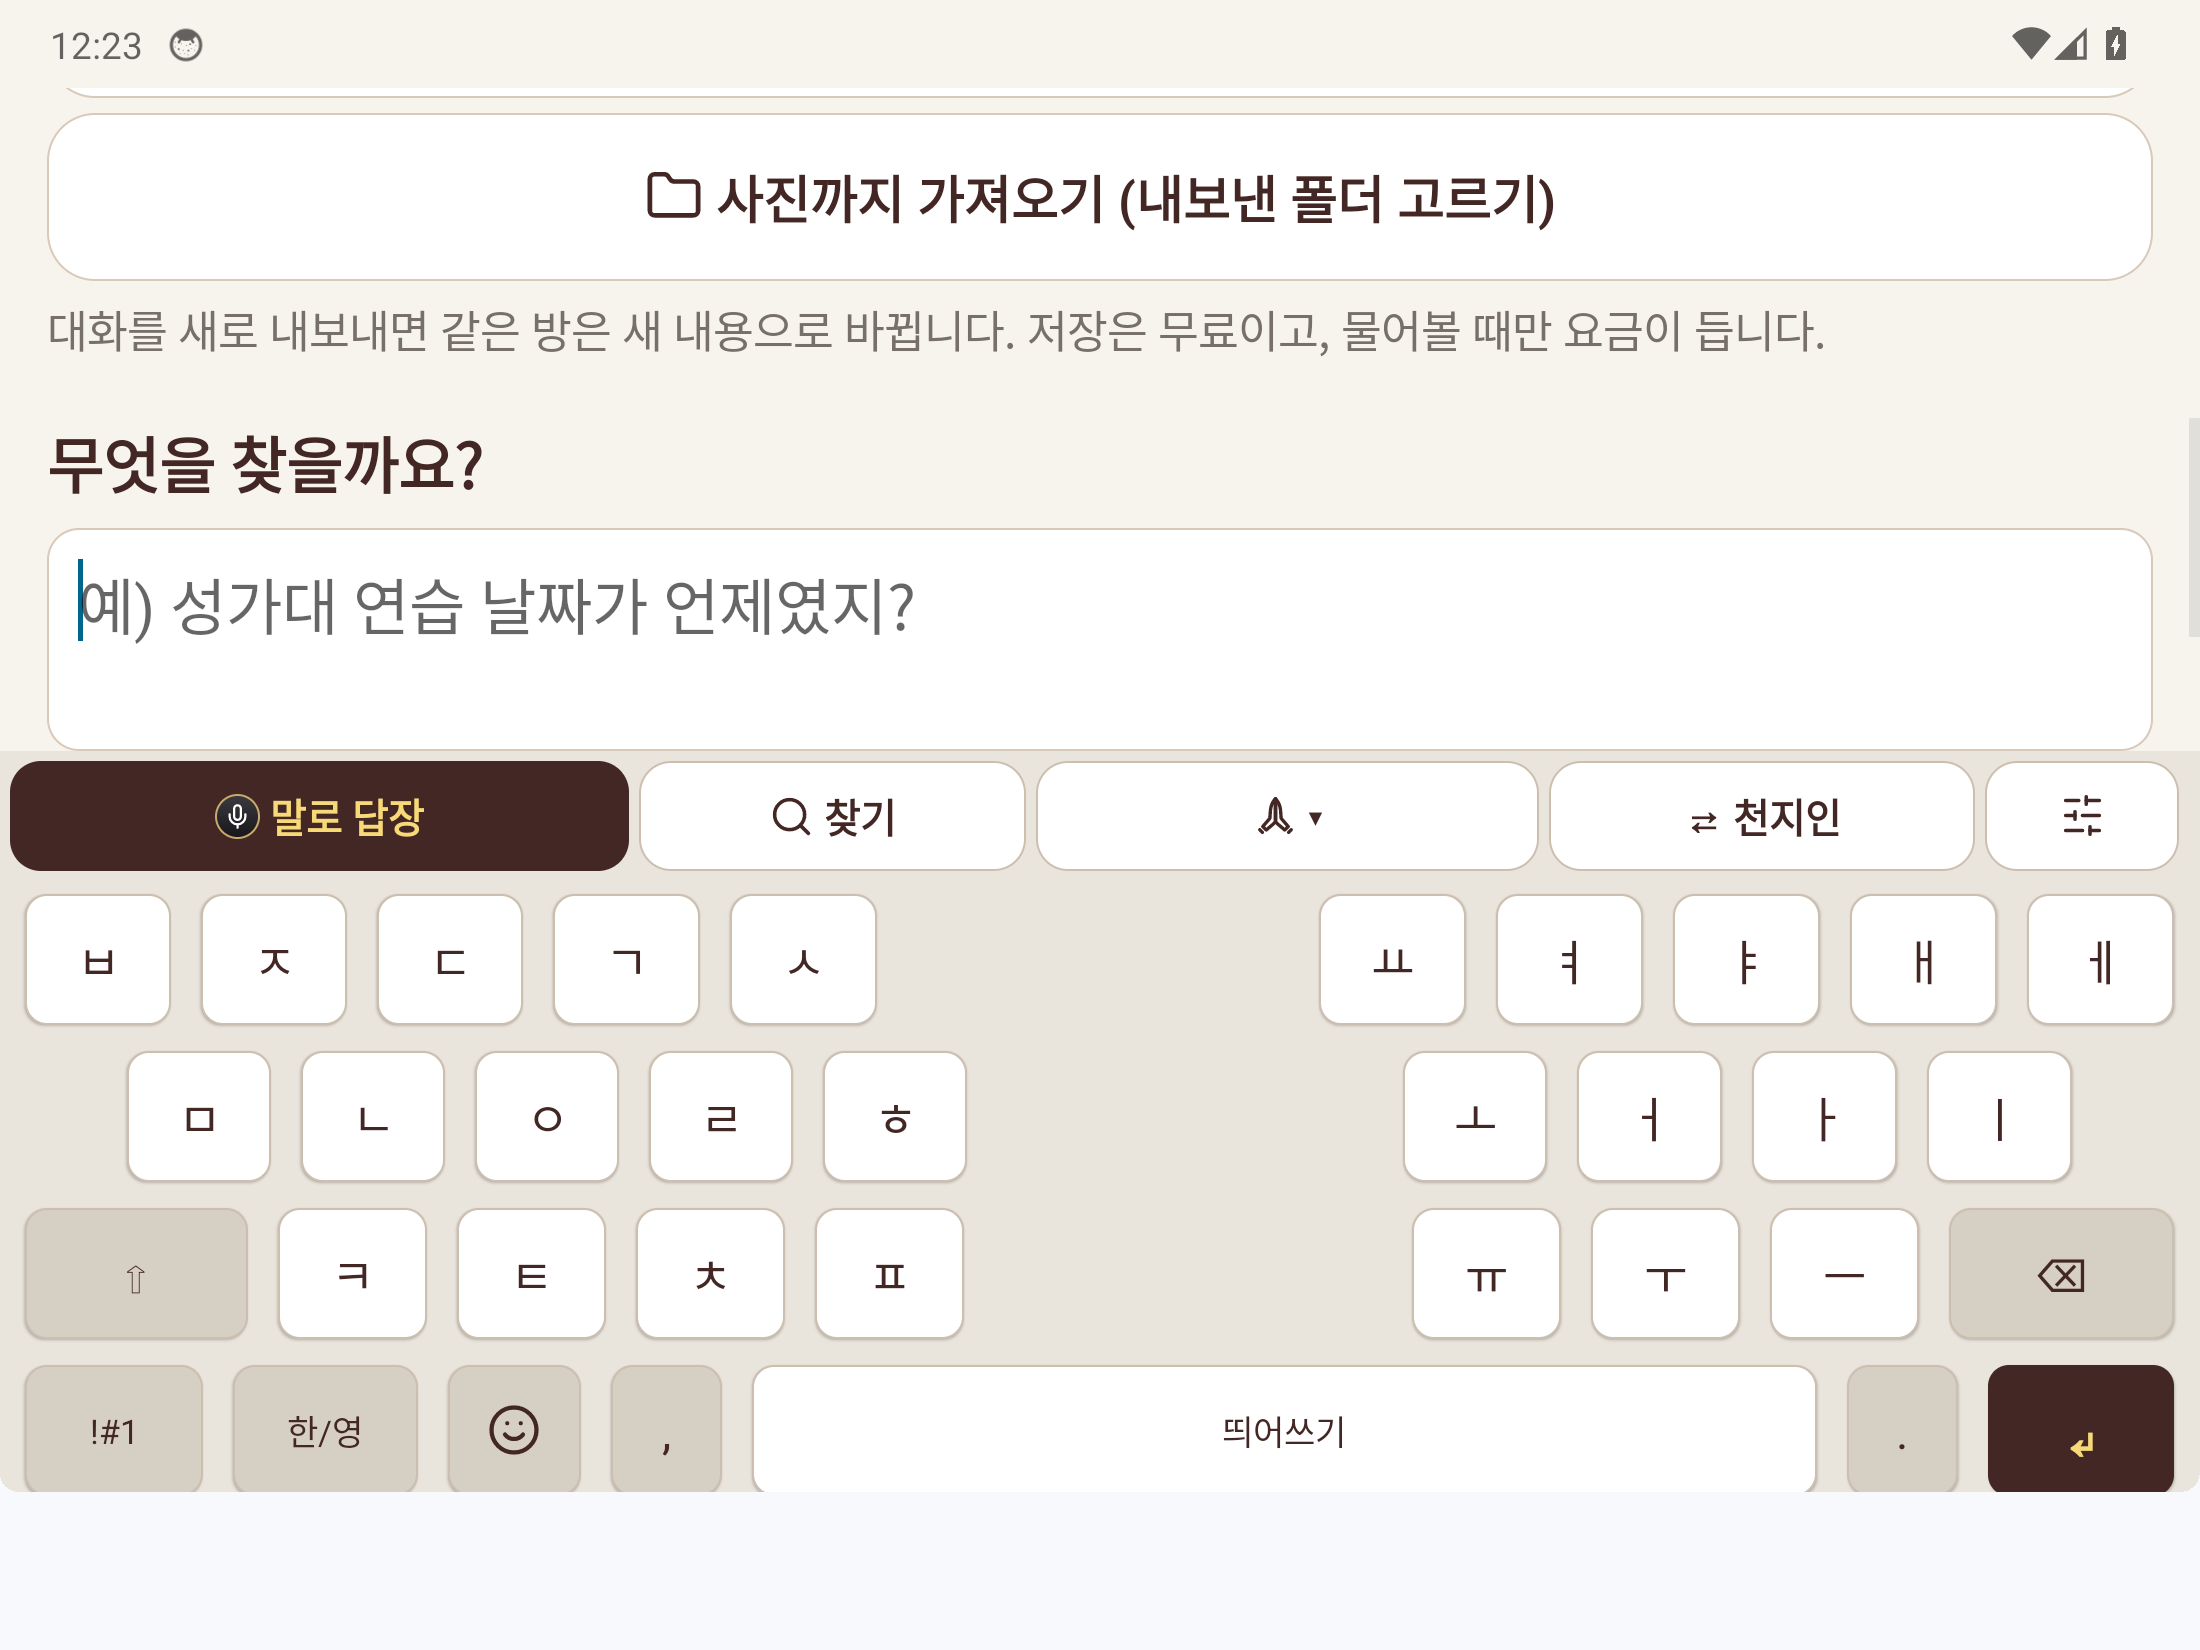 12:23
사진까지 가져오기 (내보낸 폴더 고르기)
대화를 새로 내보내면 같은 방은 새 내용으로 바뀝니다. 저장은 무료이고, 물어볼 때만 요금이 듭니다.
무엇을 찾을까요?
예) 성가대 연습 날짜가 언제였지?
말로 답장 찾기 ▼ ⇄ 천지인
ㅂ ㅈ ㄷ ㄱ ㅅ ㅛ ㅕ ㅑ ㅐ ㅔ
ㅁ ㄴ ㅇ ㄹ ㅎ ㅗ ㅓ ㅏ ㅣ
⇧ ㅋ ㅌ ㅊ ㅍ ㅠ ㅜ ㅡ
!#1 한/영 , 띄어쓰기 .